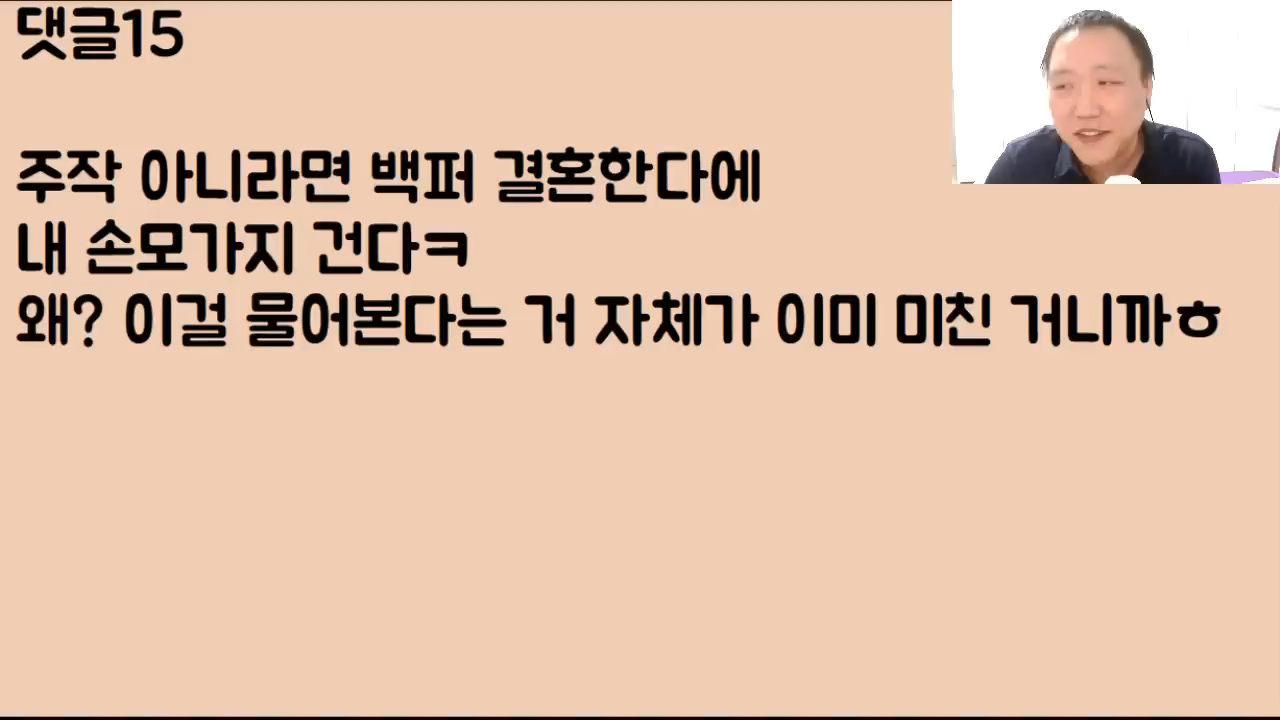 댓글15
주작 아니라면 백퍼 결혼한다에
내 손모가지 건다ㅋ
왜? 이걸 물어본다는 거 자체가 이미 미친 거니까ㅎ